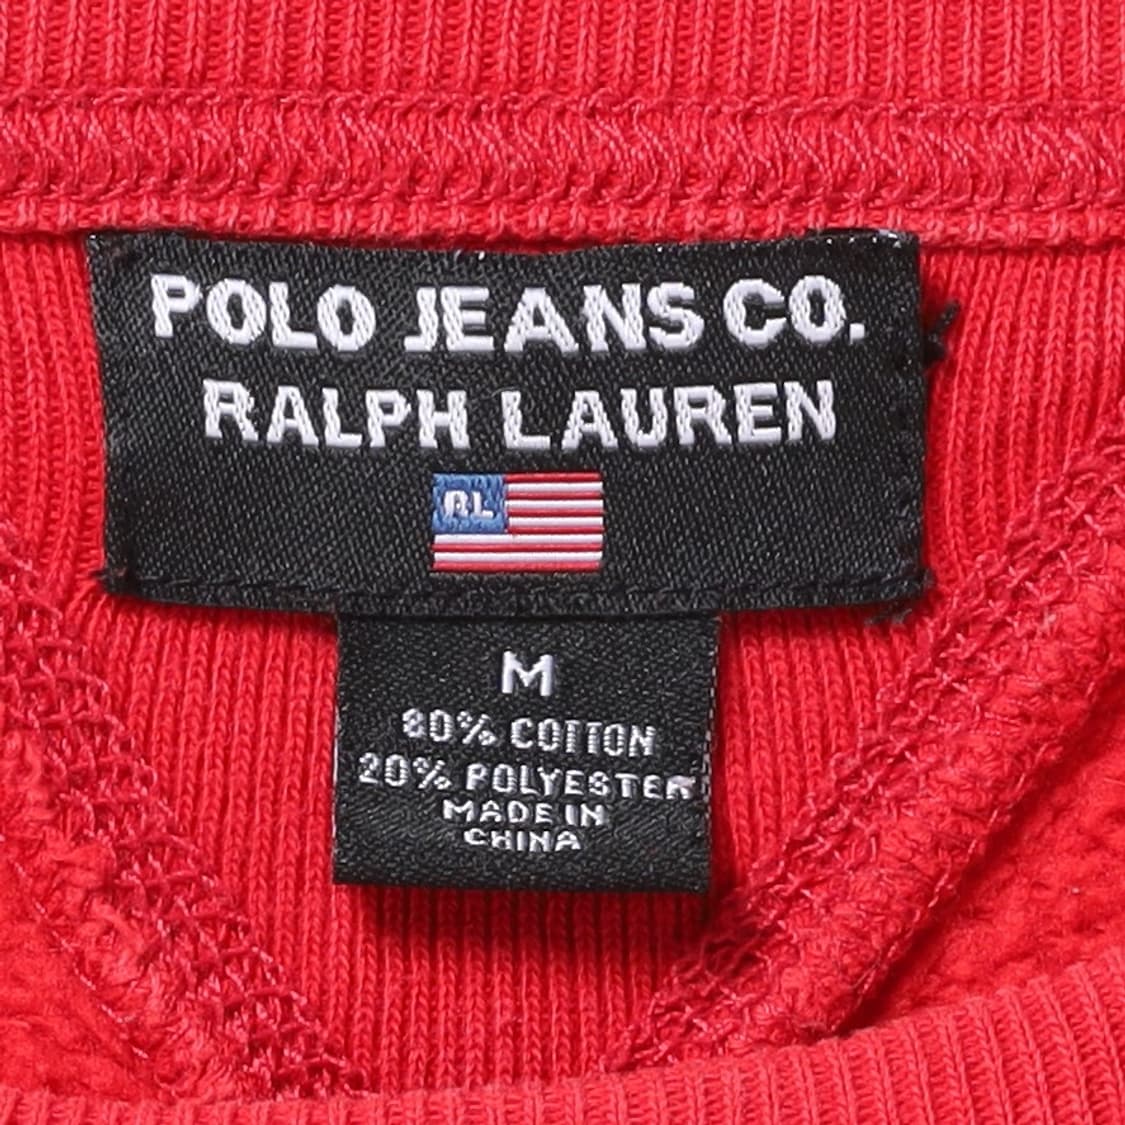 POLO JEANS CO.
RALPH LAUREN
RL
M
80% COTTON
20% POLYESTER
MADE IN
CHINA